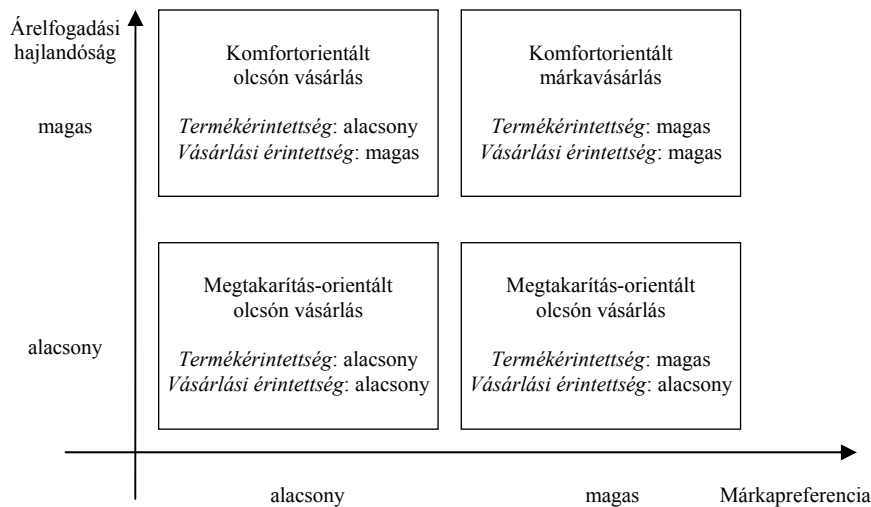 Árelfogadási
hajlandóság
magas
Komfortorientált
olcsón vásárlás
Termékérintettség: alacsony
Vásárlási érintettség: magas
Komfortorientált
márkavásárlás
Termékérintettség: magas
Vásárlási érintettség: magas
alacsony
Megtakarítás-orientált
olcsón vásárlás
Termékérintettség: alacsony
Vásárlási érintettség: alacsony
Megtakarítás-orientált
olcsón vásárlás
Termékérintettség: magas
Vásárlási érintettség: alacsony
alacsony
magas
Márkapreferencia